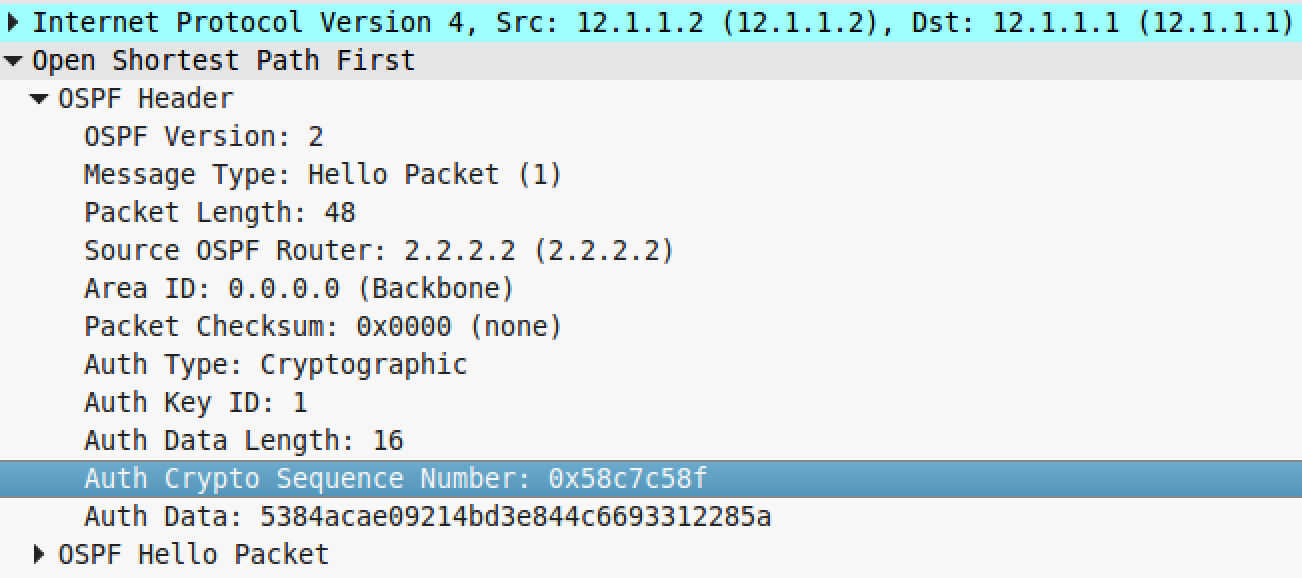 Internet Protocol Version 4, Src: 12.1.1.2 (12.1.1.2), Dst: 12.1.1.1 (12.1.1.1)
Open Shortest Path First
OSPF Header
OSPF Version: 2
Message Type: Hello Packet (1)
Packet Length: 48
Source OSPF Router: 2.2.2.2 (2.2.2.2)
Area ID: 0.0.0.0 (Backbone)
Packet Checksum: 0x0000 (none)
Auth Type: Cryptographic
Auth Key ID: 1
Auth Data Length: 16
Auth Crypto Sequence Number: 0x58c7c58f
Auth Data: 5384acae09214bd3e844c6693312285a
OSPF Hello Packet